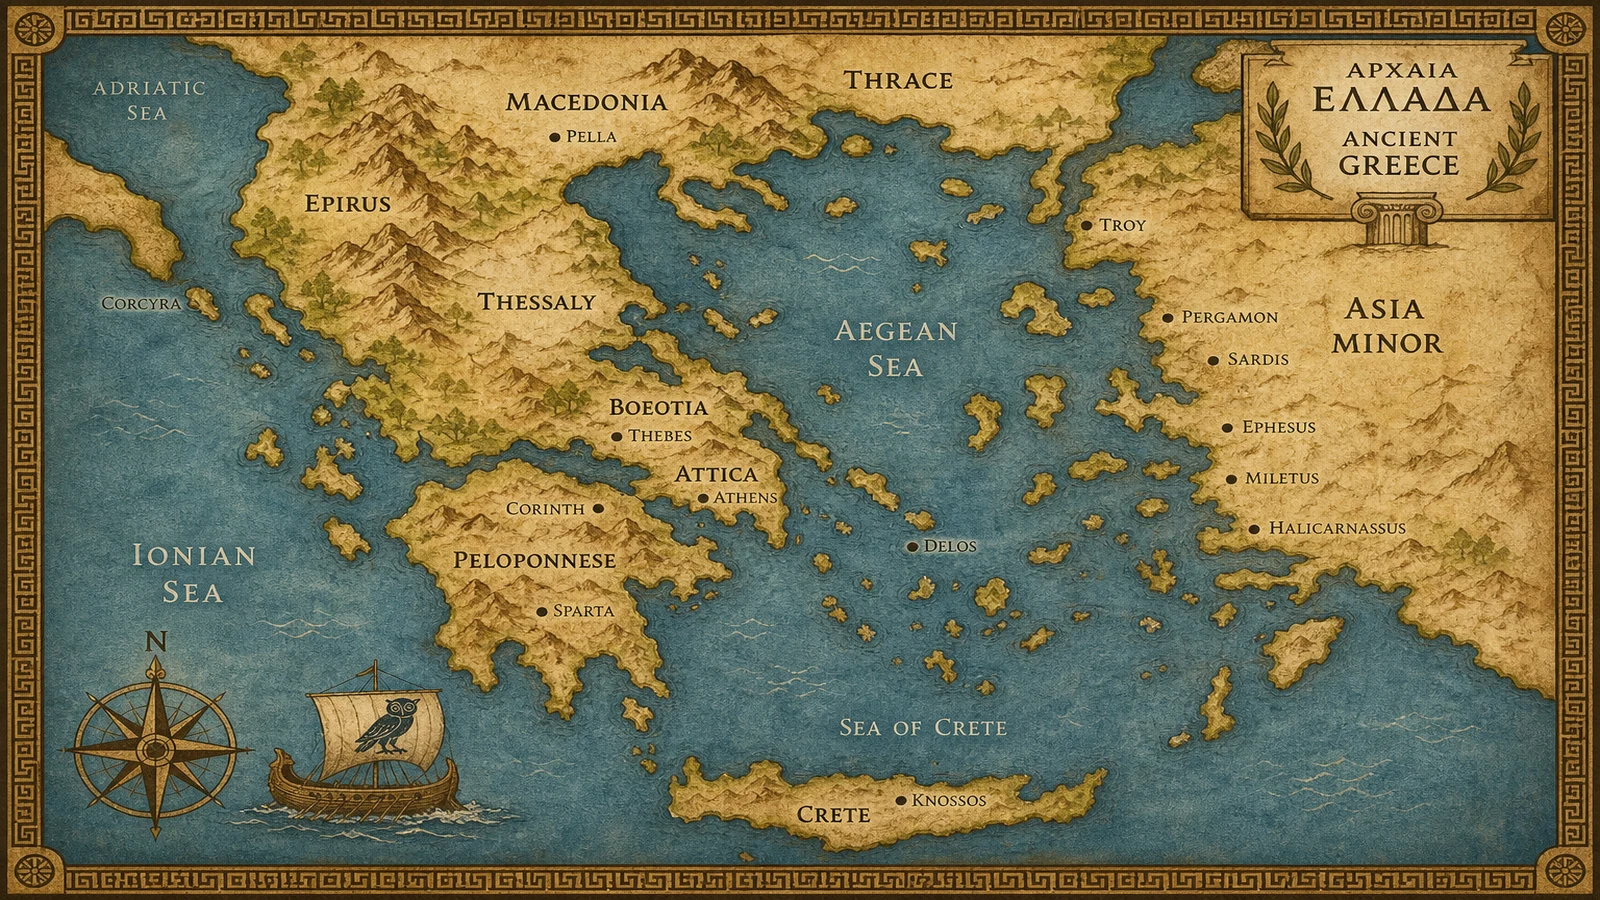 ΑΡΧΑΙΑ
ΕΛΛΑΔΑ
ANCIENT
GREECE
ADRIATIC
SEA
THRACE
MACEDONIA
PELLA
EPIRUS
TROY
CORCYRA
THESSALY
AEGEAN
SEA
PERGAMON
ASIA
MINOR
SARDIS
BOEOTIA
THEBES
EPHESUS
ATTICA
ATHENS
MILETUS
CORINTH
HALICARNASSUS
DELOS
IONIAN
SEA
PELOPONNESE
SPARTA
N
SEA OF CRETE
KNOSSOS
CRETE